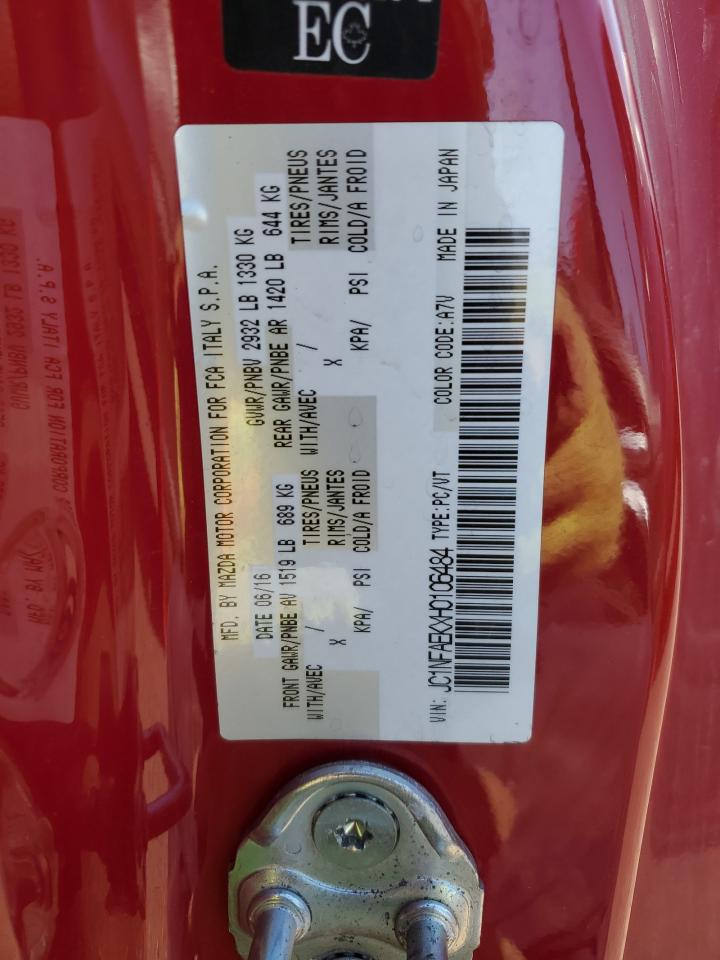 EC
MFD. BY MAZDA MOTOR CORPORATION FOR FCA ITALY S.P.A.
DATE 06/16 GVWR/PNBV 2932 LB 1330 KG
FRONT GAWR/PNBE AV 1519 LB 689 KG REAR GAWR/PNBE AR 1420 LB 644 KG
WITH/AVEC / TIRES/PNEUS WITH/AVEC / TIRES/PNEUS
X RIMS/JANTES X RIMS/JANTES
KPA/ PSI COLD/A FROID KPA/ PSI COLD/A FROID
VIN: JC1NFAEKXH0106484 TYPE:PC/VT COLOR CODE:A7V MADE IN JAPAN